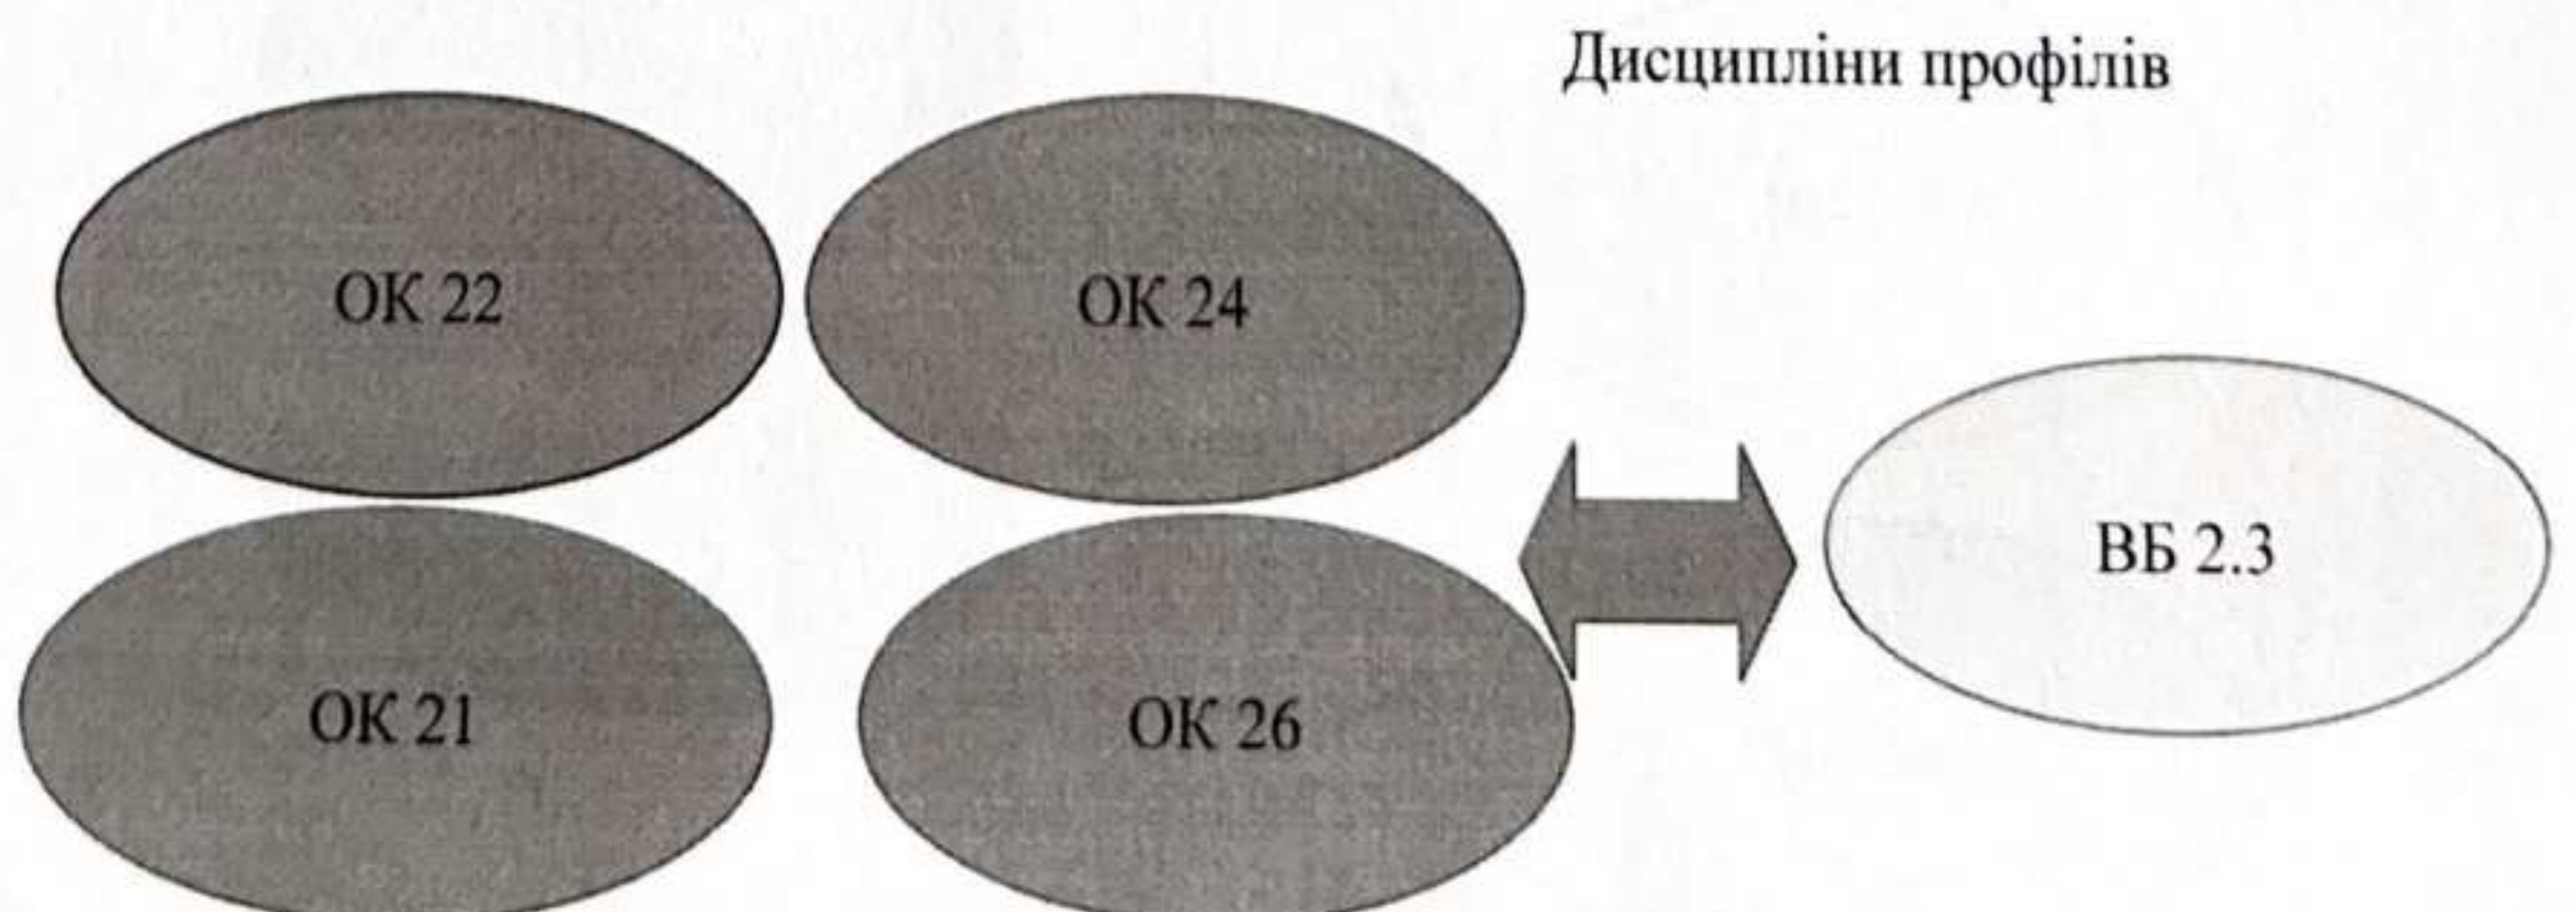 Дисципліни профілів
ОК 22
ОК 24
ВБ 2.3
ОК 21
ОК 26